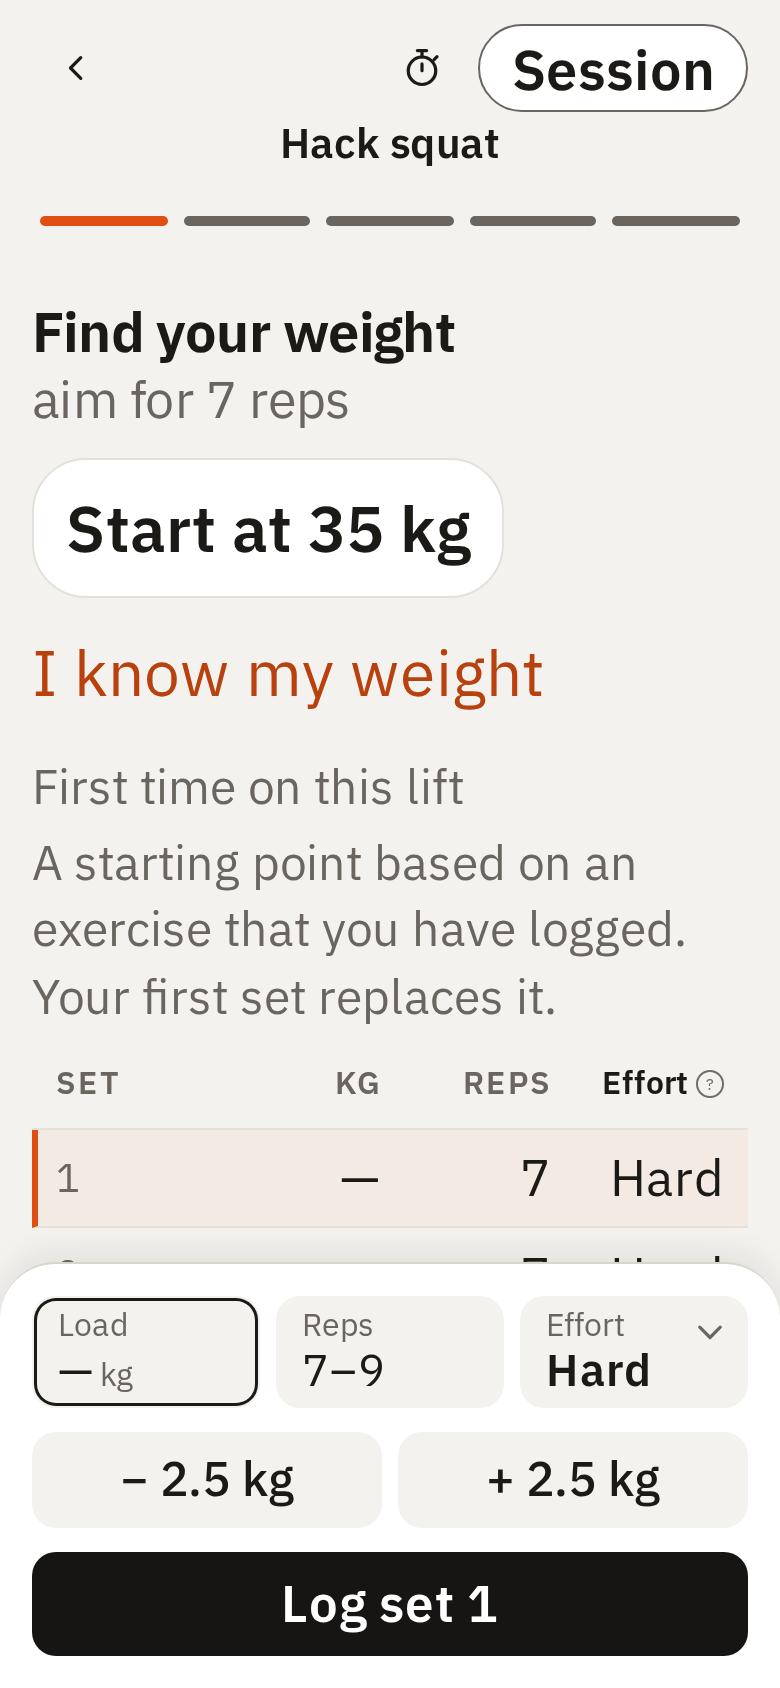 Session
Hack squat
Find your weight
aim for 7 reps
Start at 35 kg
I know my weight
First time on this lift
A starting point based on an
exercise that you have logged.
Your first set replaces it.
SET KG REPS Effort ?
1 — 7 Hard
Load Reps Effort
— kg 7–9 Hard
− 2.5 kg + 2.5 kg
Log set 1